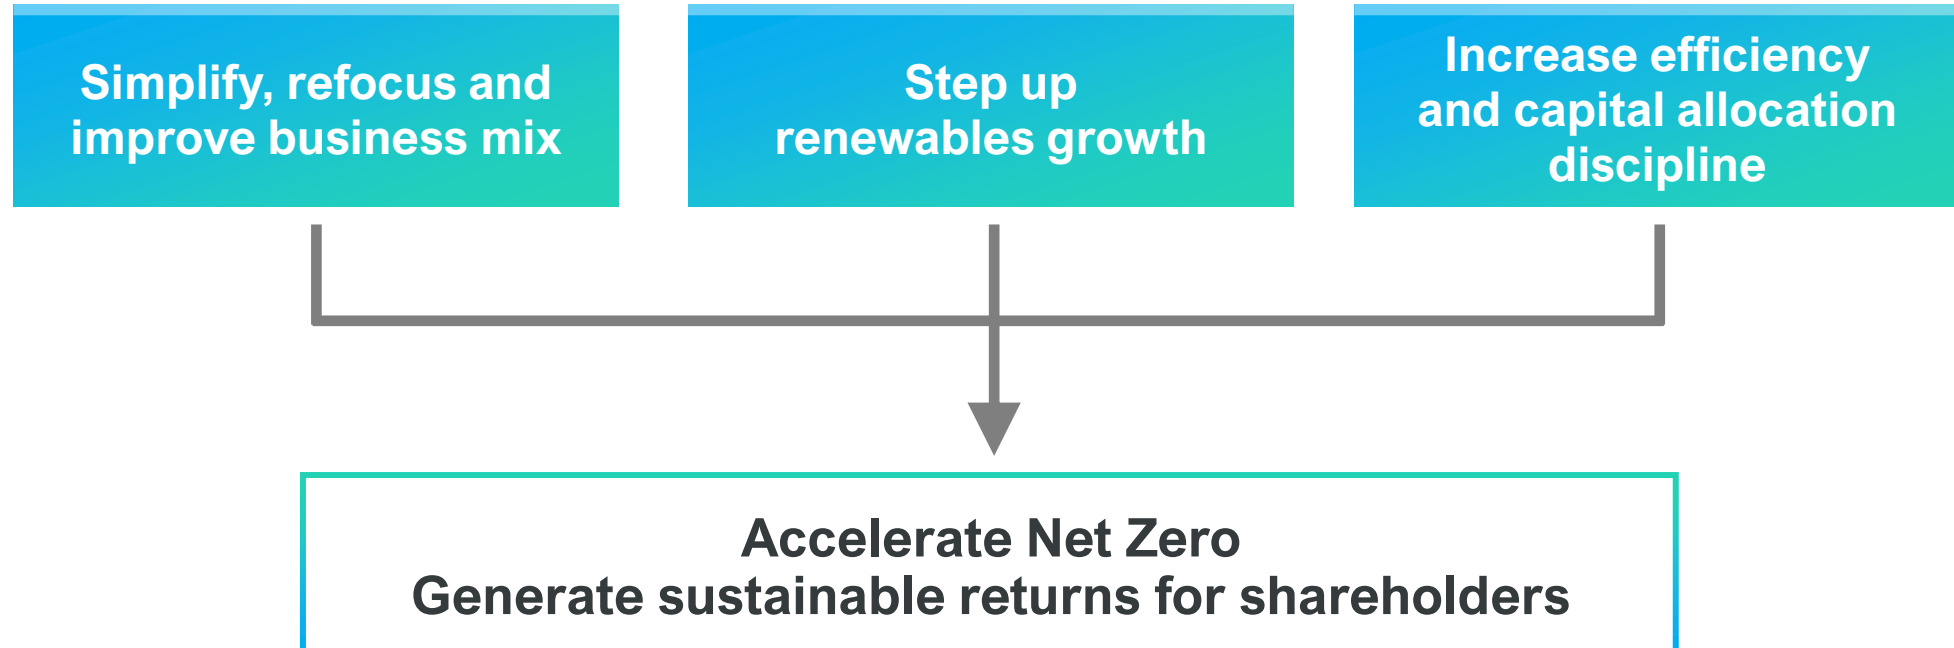 Simplify, refocus and
improve business mix
Step up
renewables growth
Increase efficiency
and capital allocation
discipline
Accelerate Net Zero
Generate sustainable returns for shareholders